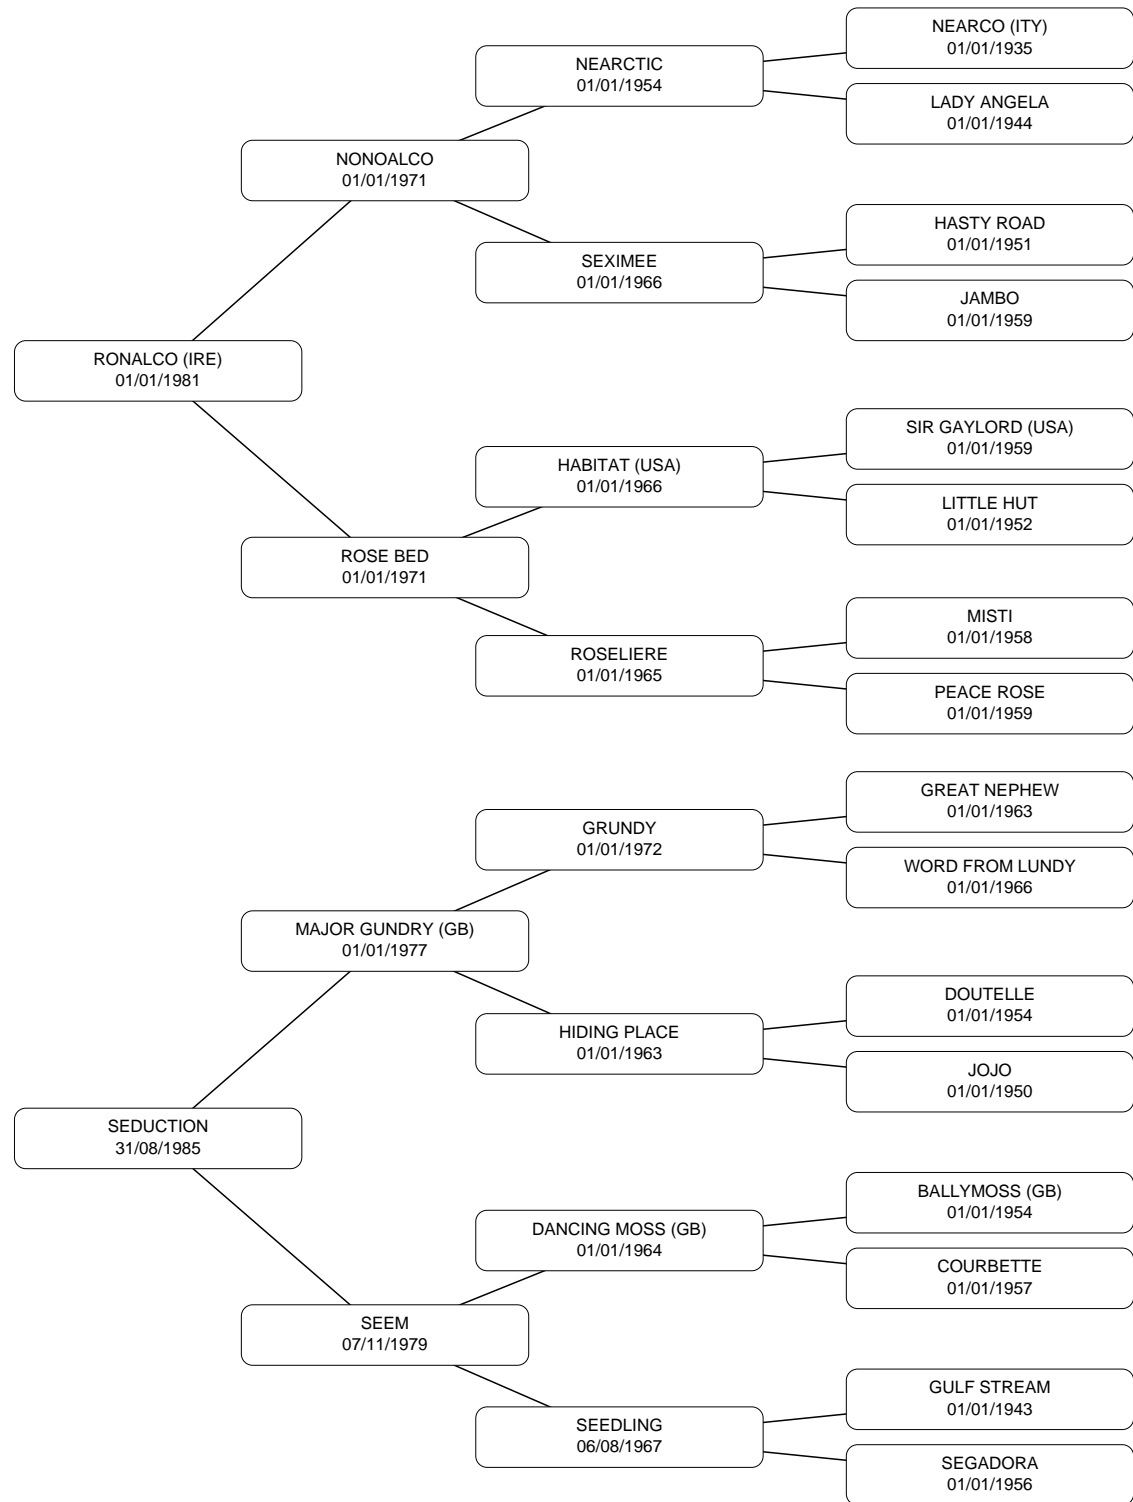 NEARCO (ITY)
01/01/1935
NEARCTIC
01/01/1954
LADY ANGELA
01/01/1944
NONOALCO
01/01/1971
HASTY ROAD
01/01/1951
SEXIMEE
01/01/1966
JAMBO
01/01/1959
RONALCO (IRE)
01/01/1981
SIR GAYLORD (USA)
01/01/1959
HABITAT (USA)
01/01/1966
LITTLE HUT
01/01/1952
ROSE BED
01/01/1971
MISTI
01/01/1958
ROSELIERE
01/01/1965
PEACE ROSE
01/01/1959
GREAT NEPHEW
01/01/1963
GRUNDY
01/01/1972
WORD FROM LUNDY
01/01/1966
MAJOR GUNDRY (GB)
01/01/1977
DOUTELLE
01/01/1954
HIDING PLACE
01/01/1963
JOJO
01/01/1950
SEDUCTION
31/08/1985
BALLYMOSS (GB)
01/01/1954
DANCING MOSS (GB)
01/01/1964
COURBETTE
01/01/1957
SEEM
07/11/1979
GULF STREAM
01/01/1943
SEEDLING
06/08/1967
SEGADORA
01/01/1956